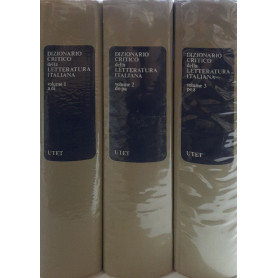 DIZIONARIO
CRITICO
della
LETTERATURA
ITALIANA
volume 1
UTET
DIZIONARIO
CRITICO
della
LETTERATURA
ITALIANA
volume 2
UTET
DIZIONARIO
CRITICO
della
LETTERATURA
ITALIANA
volume 3
UTET